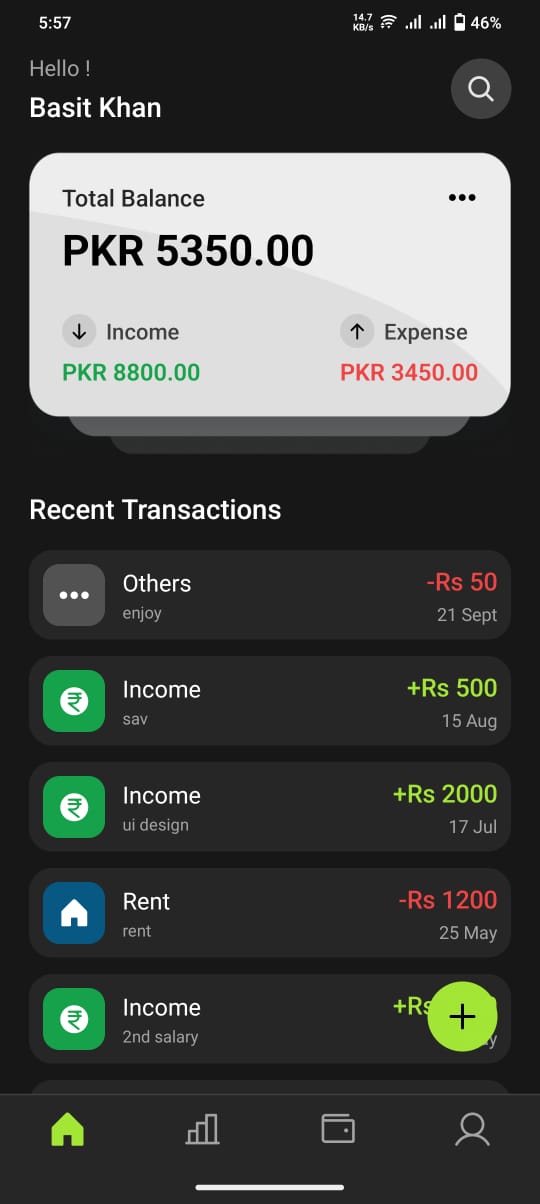 5:57
14.7
KB/s
46%
Hello !
Basit Khan
Total Balance
PKR 5350.00
Income
Expense
PKR 8800.00
PKR 3450.00
Recent Transactions
Others
-Rs 50
enjoy
21 Sept
Income
+Rs 500
sav
15 Aug
Income
+Rs 2000
ui design
17 Jul
Rent
-Rs 1200
rent
25 May
Income
+Rs
2nd salary